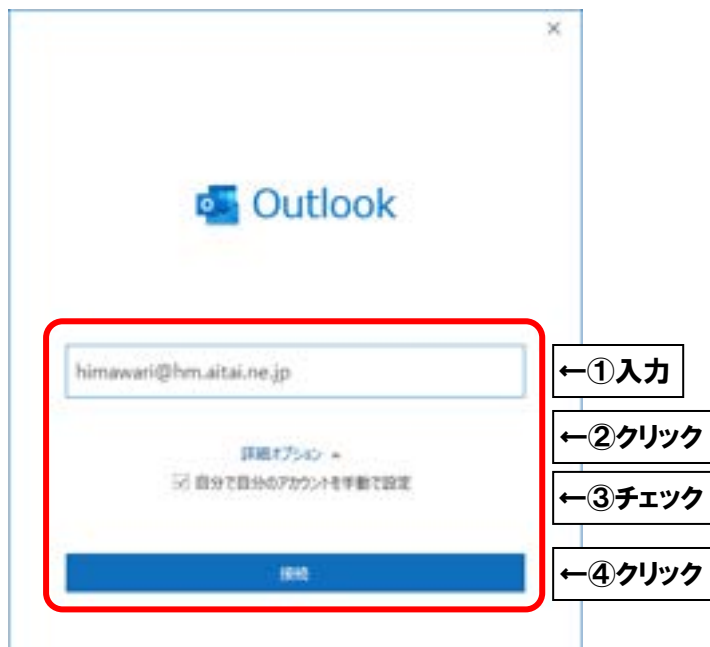 ×
Outlook
himawari@hm.aitai.ne.jp
←①入力
詳細オプション
←②クリック
自分で自分のアカウントを手動で設定
←③チェック
接続
←④クリック